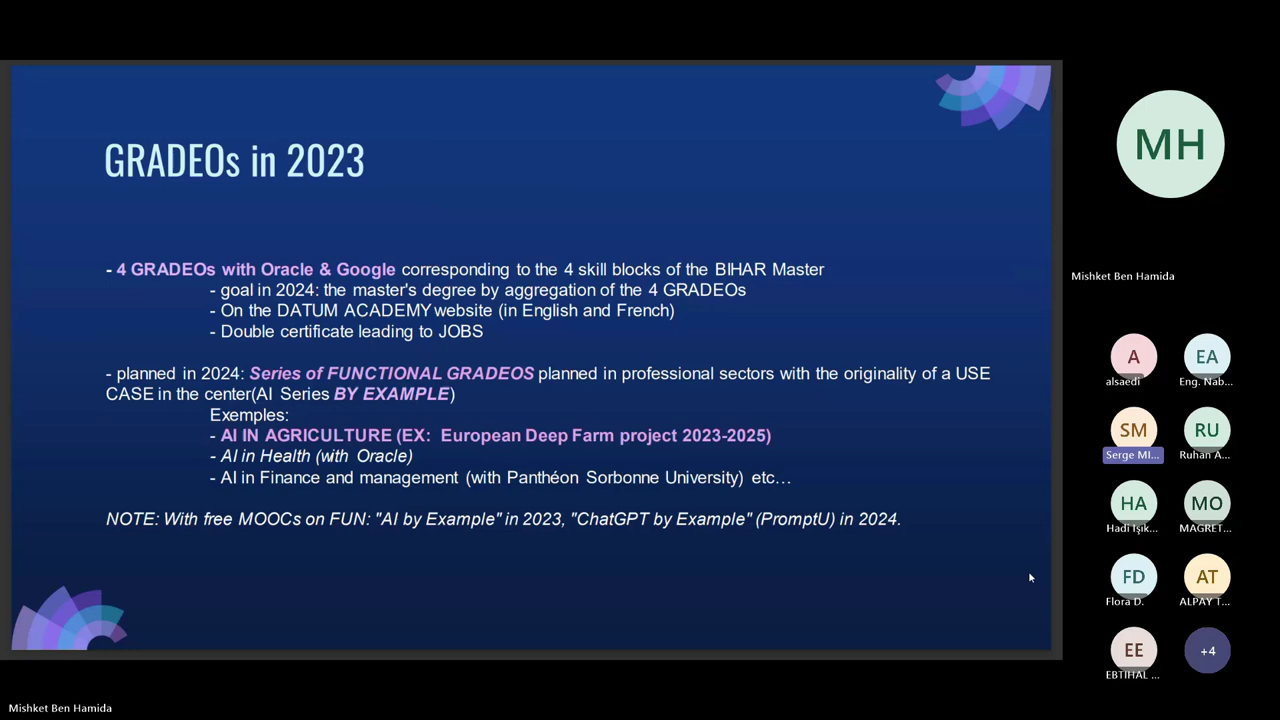 GRADEOs in 2023
- 4 GRADEOs with Oracle & Google corresponding to the 4 skill blocks of the BIHAR Master
- goal in 2024: the master's degree by aggregation of the 4 GRADEOs
- On the DATUM ACADEMY website (in English and French)
- Double certificate leading to JOBS
- planned in 2024: Series of FUNCTIONAL GRADEOS planned in professional sectors with the originality of a USE
CASE in the center(AI Series BY EXAMPLE)
Exemples:
- AI IN AGRICULTURE (EX: European Deep Farm project 2023-2025)
- AI in Health (with Oracle)
- AI in Finance and management (with Panthéon Sorbonne University) etc…
NOTE: With free MOOCs on FUN: "AI by Example" in 2023, "ChatGPT by Example" (PromptU) in 2024.
MH
Mishket Ben Hamida
A
alsaedi
EA
Eng. Nab...
SM
Serge MI...
RU
Ruhan A...
HA
Hadi Işık...
MO
MAGRET...
FD
Flora D.
AT
ALPAY T...
EE
EBTIHAL ...
+4
Mishket Ben Hamida